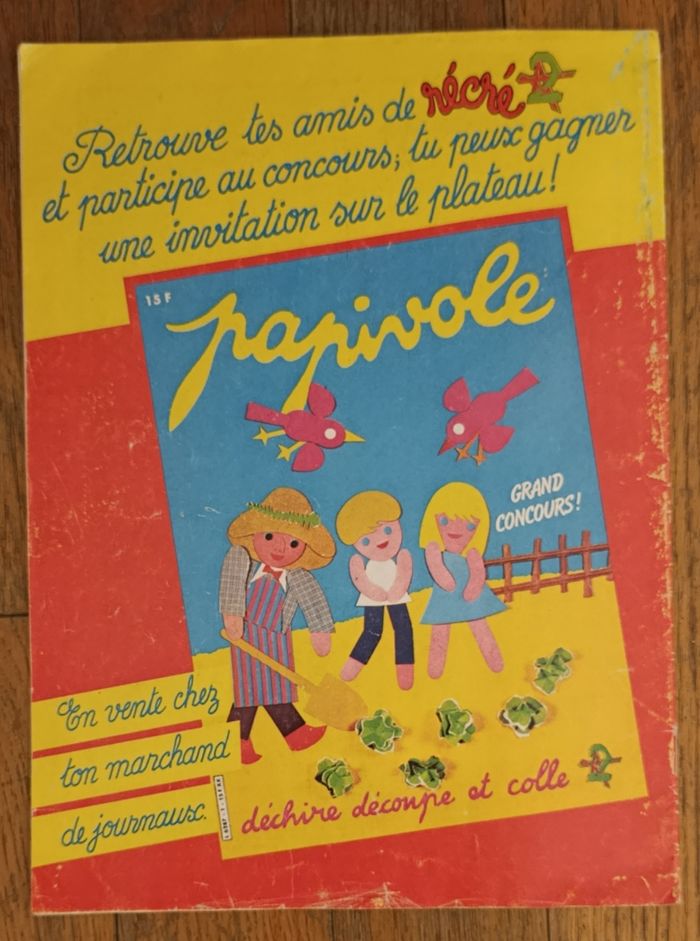 Retrouve tes amis de récré A2
et participe au concours; tu peux gagner
une invitation sur le plateau!
15 F
papivole
GRAND
CONCOURS!
En vente chez
ton marchand
de journaux.
déchire découpe et colle A2